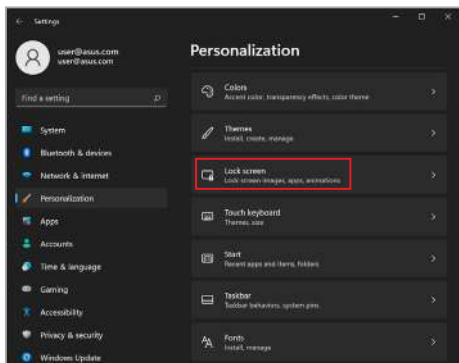 Settings
user@asus.com
user@asus.com
Find a setting
System
Bluetooth & devices
Network & internet
Personalization
Apps
Accounts
Time & language
Gaming
Accessibility
Privacy & security
Windows Update
Personalization
Colors
Accent color, transparency effects, color theme
Themes
Install, create, manage
Lock screen
Lock screen images, apps, animations
Touch keyboard
Themes, size
Start
Recent apps and items, folders
Taskbar
Taskbar behaviors, system pins
Fonts
Install, manage